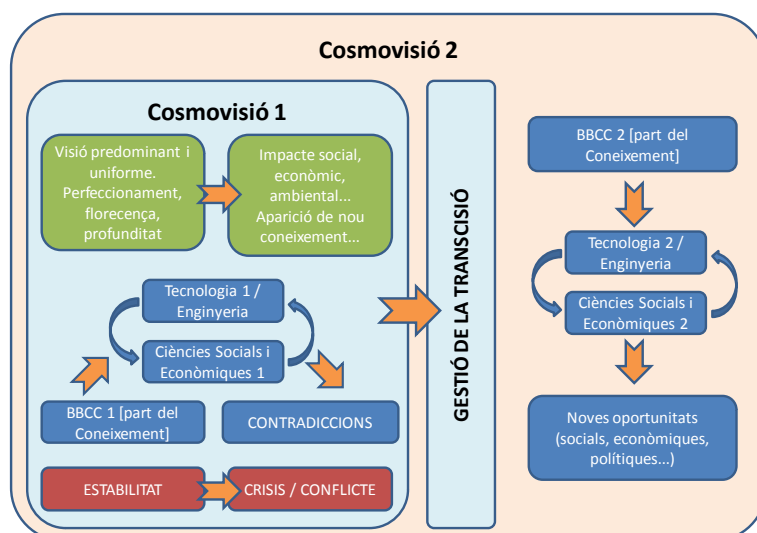 Cosmovisió 2
Cosmovisió 1
Visió predominant i
uniforme.
Perfeccionament,
florecença,
profunditat
Impacte social,
econòmic,
ambiental...
Aparició de nou
coneixement...
Tecnologia 1 /
Enginyeria
Ciències Socials i
Econòmiques 1
BBCC 1 [part del
Coneixement]
CONTRADICCIONS
ESTABILITAT
CRISIS / CONFLICTE
GESTIÓ DE LA TRANSCISIÓ
BBCC 2 [part del
Coneixement]
Tecnologia 2 /
Enginyeria
Ciències Socials i
Econòmiques 2
Noves oportunitats
(socials, econòmiques,
polítiques...)